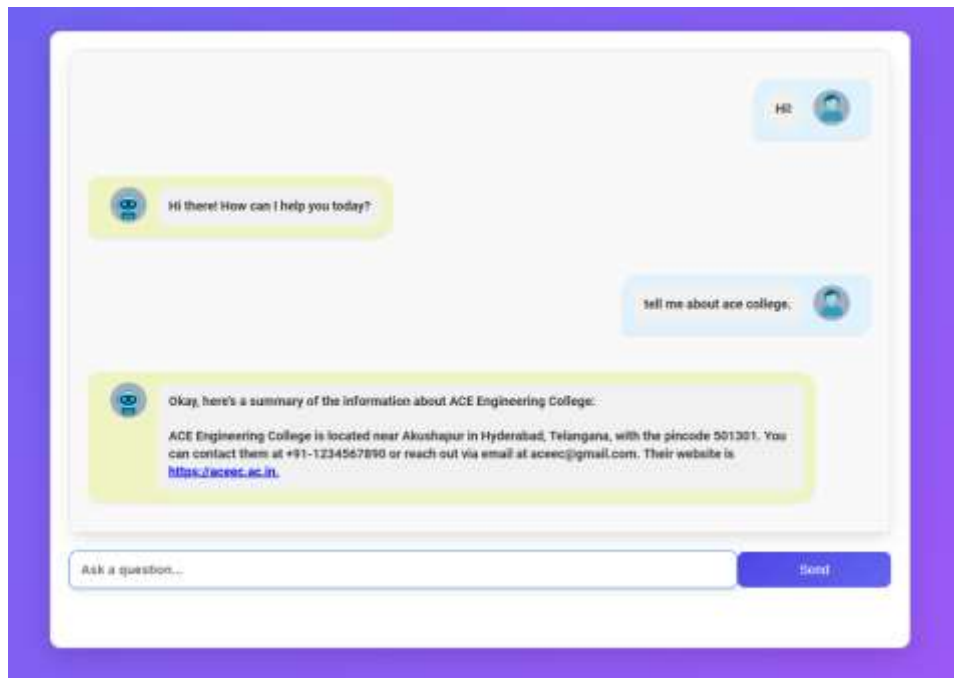 Hi!
Hi there! How can I help you today?
tell me about ace college.
Okay, here's a summary of the information about ACE Engineering College:
ACE Engineering College is located near Akushapur in Hyderabad, Telangana, with the pincode 501301. You
can contact them at +91-1234567890 or reach out via email at aceec@gmail.com. Their website is
https://aceec.ac.in.
Ask a question...
Send